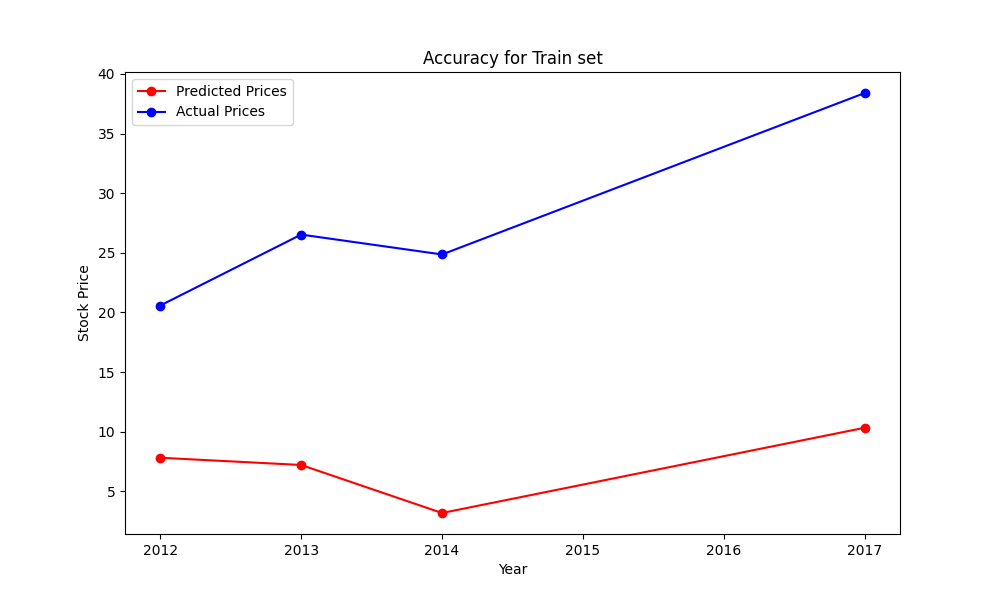 Accuracy for Train set
Predicted Prices
Actual Prices
40
35
30
25
20
15
10
5
Stock Price
2012 2013 2014 2015 2016 2017
Year